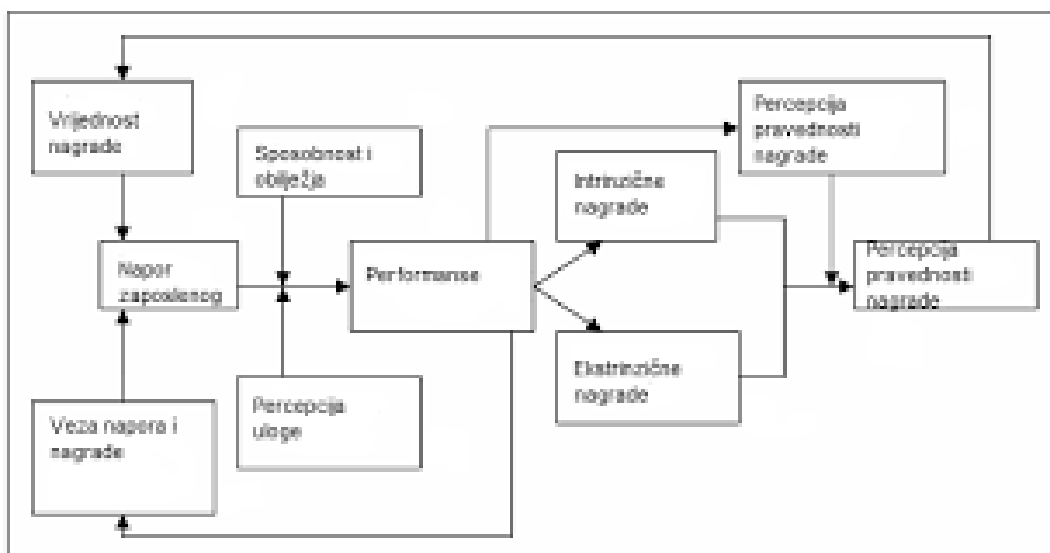 Vrijednost
nagrade
Sposobnost i
obilježja
Percepcija
pravednosti
nagrade
Intrinzične
nagrade
Napor
zaposlenog
Performanse
Percepcija
pravednosti
nagrade
Ekstrinzične
nagrade
Veza napora i
nagrade
Percepcija
uloge